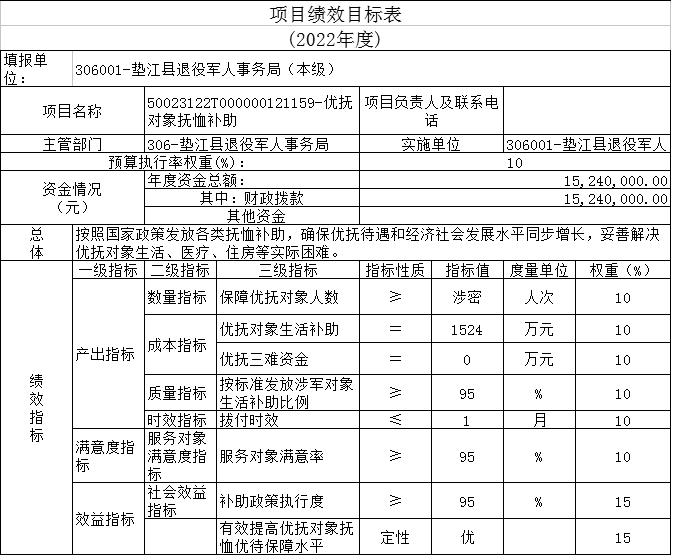 项目绩效目标表
(2022年度)
填报单位： 306001-垫江县退役军人事务局（本级）
项目名称 50023122T000000121159-优抚对象抚恤补助 项目负责人及联系电话
主管部门 306-垫江县退役军人事务局 实施单位 306001-垫江县退役军人
预算执行率权重(%)： 10
资金情况（元） 年度资金总额： 15,240,000.00
其中：财政拨款 15,240,000.00
其他资金
总体 按照国家政策发放各类抚恤补助，确保优抚待遇和经济社会发展水平同步增长，妥善解决
优抚对象生活、医疗、住房等实际困难。
绩效指标 一级指标 二级指标 三级指标 指标性质 指标值 度量单位 权重（%）
产出指标 数量指标 保障优抚对象人数 ≥ 涉密 人次 10
成本指标 优抚对象生活补助 ＝ 1524 万元 10
优抚三难资金 ＝ 0 万元 10
质量指标 按标准发放涉军对象生活补助比例 ≥ 95 % 10
时效指标 拨付时效 ≤ 1 月 10
满意度指标 服务对象满意度指标 服务对象满意率 ≥ 95 % 10
效益指标 社会效益指标 补助政策执行度 ≥ 95 % 15
有效提高优抚对象抚恤优待保障水平 定性 优 15